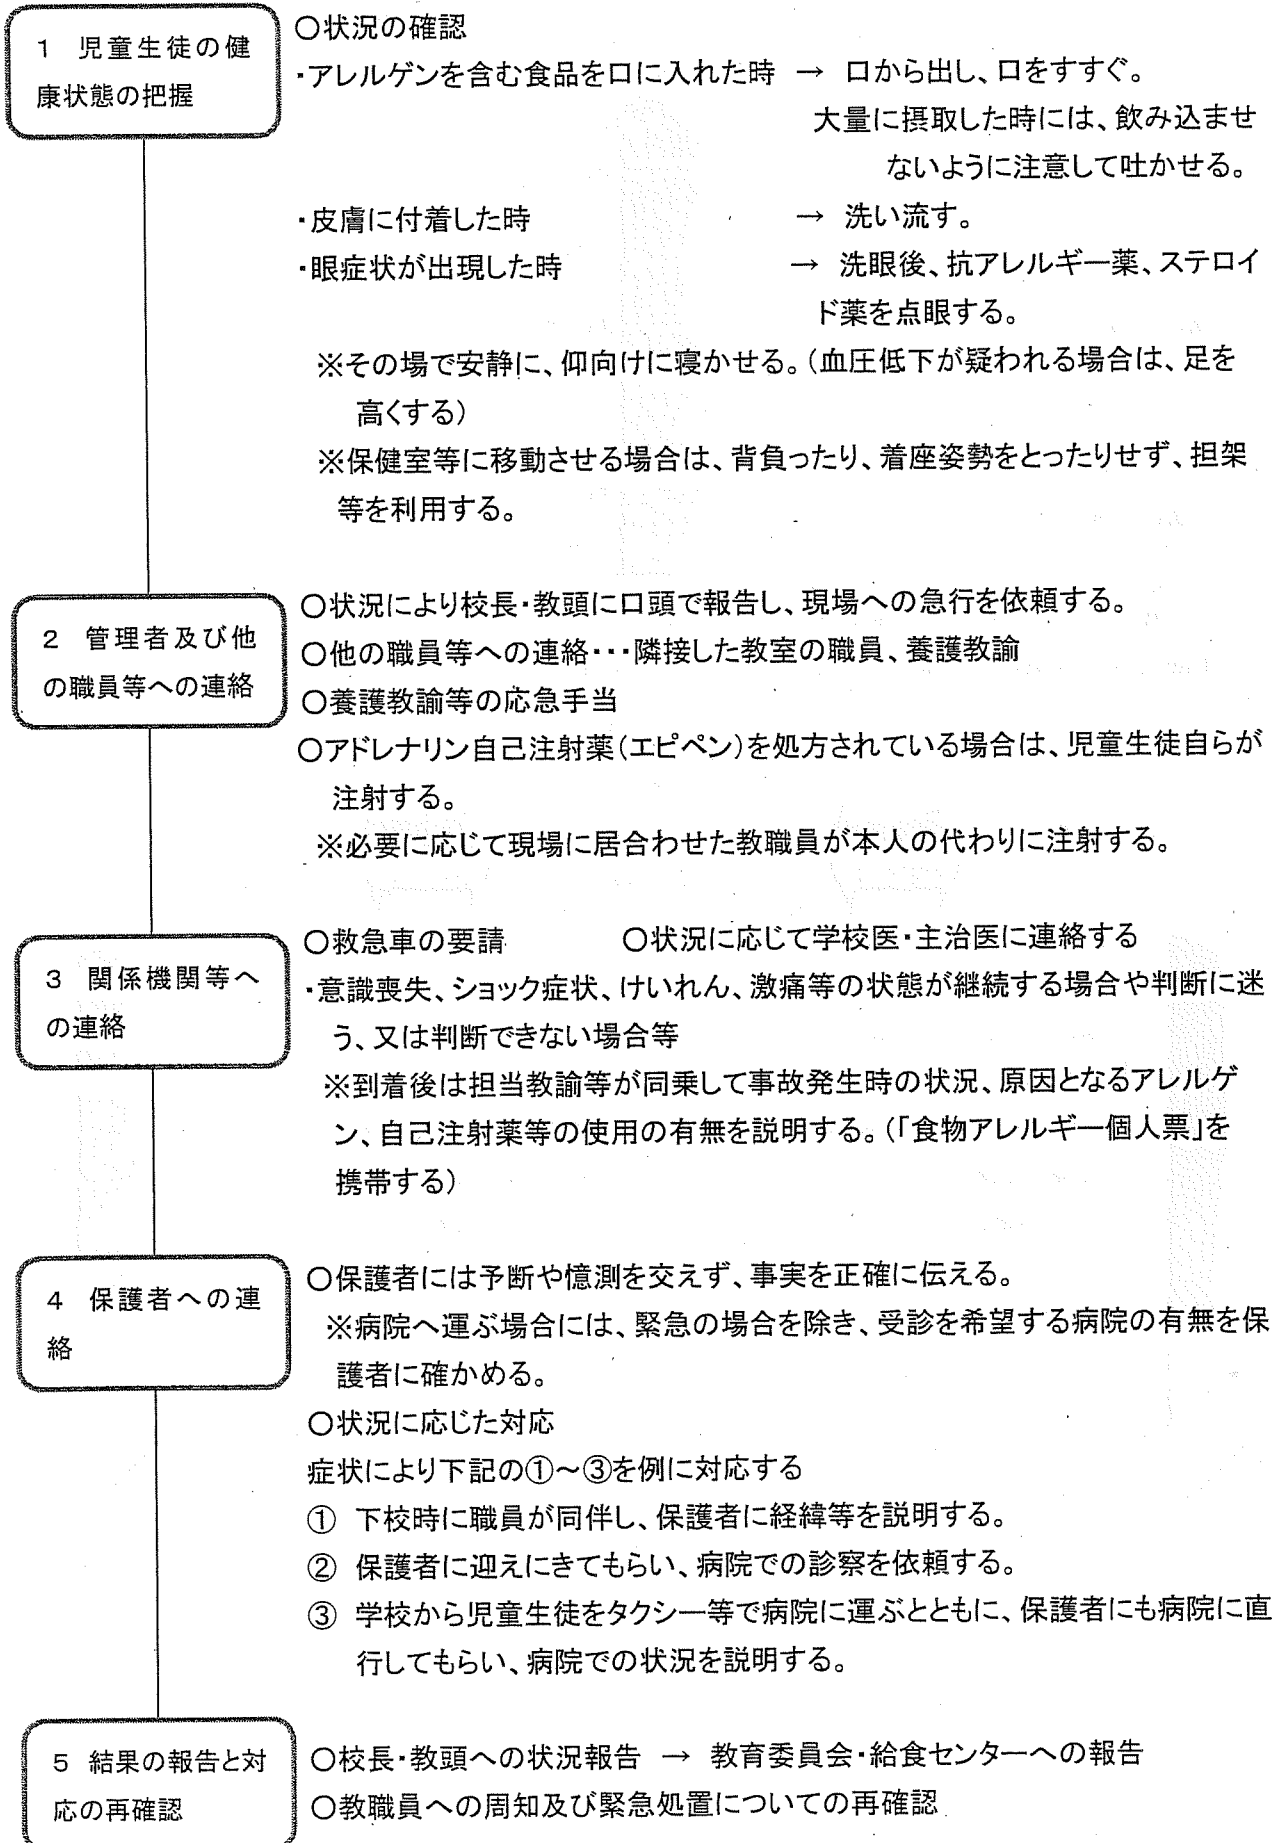 1 児童生徒の健
康状態の把握
〇状況の確認
・アレルゲンを含む食品を口に入れた時 → 口から出し、口をすすぐ。
大量に摂取した時には、飲み込ませ
ないように注意して吐かせる。
・皮膚に付着した時 → 洗い流す。
・眼症状が出現した時 → 洗眼後、抗アレルギー薬、ステロイ
ド薬を点眼する。
※その場で安静に、仰向けに寝かせる。(血圧低下が疑われる場合は、足を
高くする)
※保健室等に移動させる場合は、背負ったり、着座姿勢をとったりせず、担架
等を利用する。
2 管理者及び他
の職員等への連絡
〇状況により校長・教頭に口頭で報告し、現場への急行を依頼する。
〇他の職員等への連絡・・・隣接した教室の職員、養護教諭
〇養護教諭等の応急手当
〇アドレナリン自己注射薬(エピペン)を処方されている場合は、児童生徒自らが
注射する。
※必要に応じて現場に居合わせた教職員が本人の代わりに注射する。
3 関係機関等へ
の連絡
〇救急車の要請 〇状況に応じて学校医・主治医に連絡する
・意識喪失、ショック症状、けいれん、激痛等の状態が継続する場合や判断に迷
う、又は判断できない場合等
※到着後は担当教諭等が同乗して事故発生時の状況、原因となるアレルゲ
ン、自己注射薬等の使用の有無を説明する。(「食物アレルギー個人票」を
携帯する)
4 保護者への連
絡
〇保護者には予断や憶測を交えず、事実を正確に伝える。
※病院へ運ぶ場合には、緊急の場合を除き、受診を希望する病院の有無を保
護者に確かめる。
〇状況に応じた対応
症状により下記の①~③を例に対応する
① 下校時に職員が同伴し、保護者に経緯等を説明する。
② 保護者に迎えにきてもらい、病院での診察を依頼する。
③ 学校から児童生徒をタクシー等で病院に運ぶとともに、保護者にも病院に直
行してもらい、病院での状況を説明する。
5 結果の報告と対
応の再確認
〇校長・教頭への状況報告 → 教育委員会・給食センターへの報告
〇教職員への周知及び緊急処置についての再確認